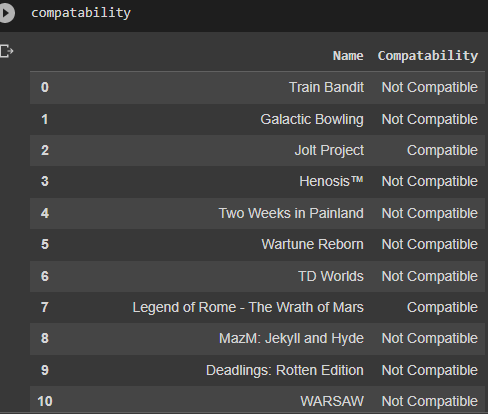 compatability
Name Compatability
0 Train Bandit Not Compatible
1 Galactic Bowling Not Compatible
2 Jolt Project Compatible
3 Henosis™ Not Compatible
4 Two Weeks in Painland Not Compatible
5 Wartune Reborn Not Compatible
6 TD Worlds Not Compatible
7 Legend of Rome - The Wrath of Mars Compatible
8 MazM: Jekyll and Hyde Not Compatible
9 Deadlings: Rotten Edition Not Compatible
10 WARSAW Not Compatible